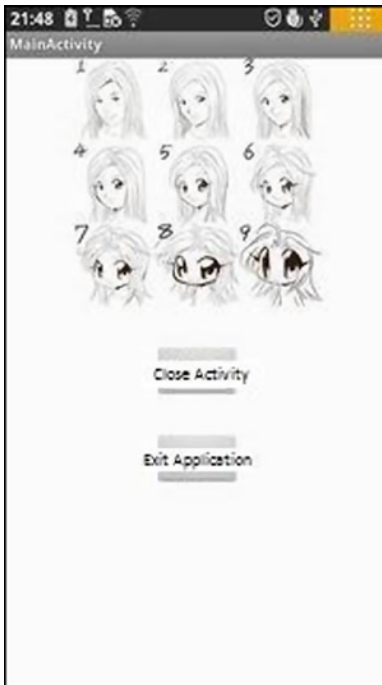 21:48
MainActivity
1 2 3
4 5 6
7 8 9
Close Activity
Exit Application